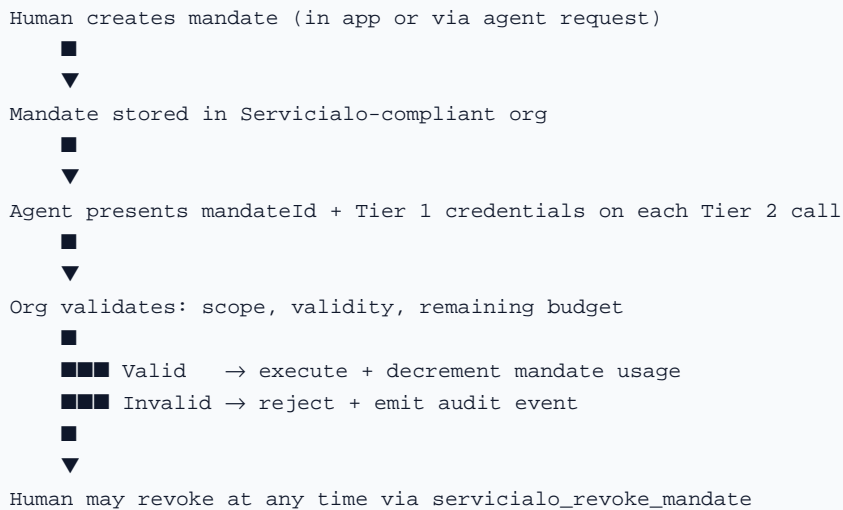 Human creates mandate (in app or via agent request)
■
▼
Mandate stored in Servicialo-compliant org
■
▼
Agent presents mandateId + Tier 1 credentials on each Tier 2 call
■
▼
Org validates: scope, validity, remaining budget
■
■■■ Valid → execute + decrement mandate usage
■■■ Invalid → reject + emit audit event
■
▼
Human may revoke at any time via servicialo_revoke_mandate